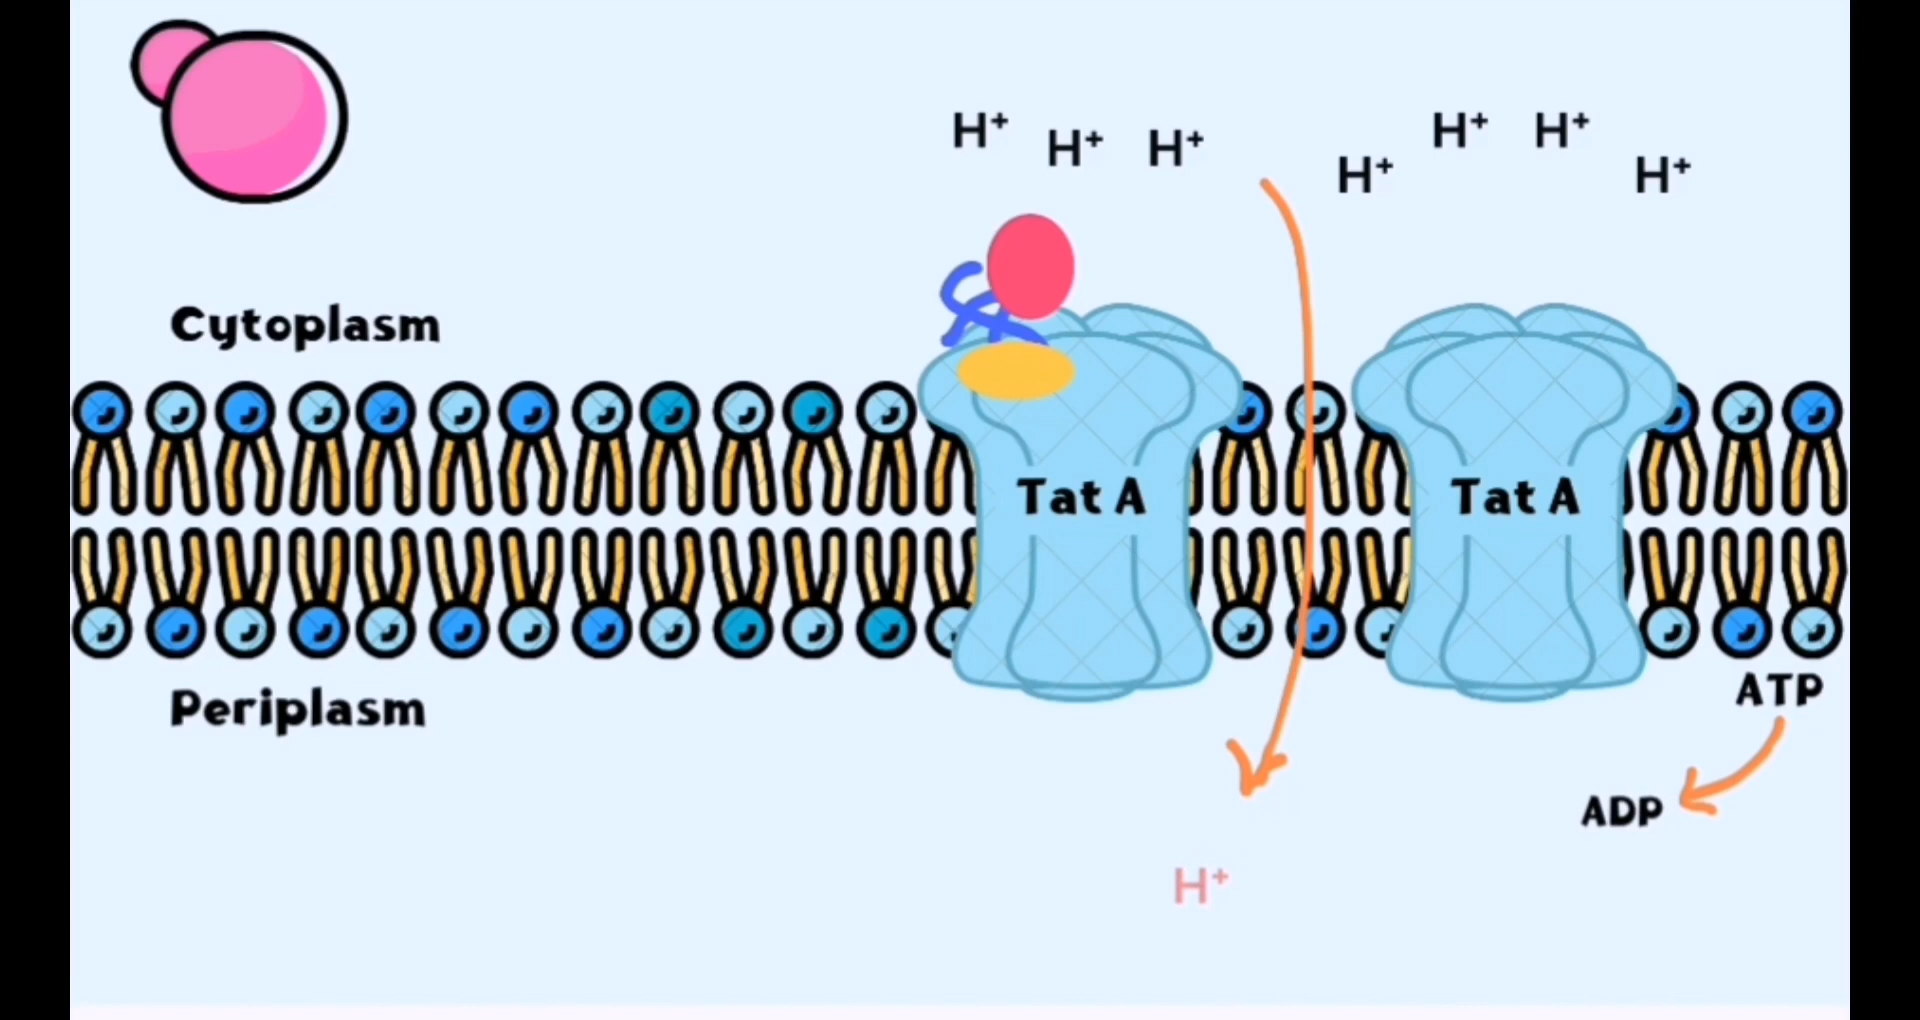 H⁺ H⁺ H⁺ H⁺ H⁺ H⁺ H⁺
Cytoplasm
Tat A Tat A
Periplasm
ATP
ADP
H⁺